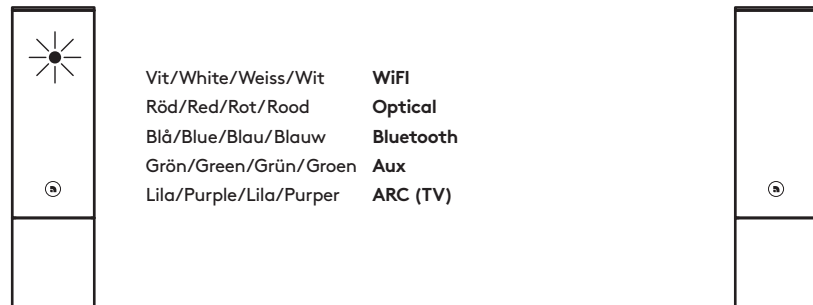 Vit/White/Weiss/Wit WiFI
Röd/Red/Rot/Rood Optical
Blå/Blue/Blau/Blauw Bluetooth
Grön/Green/Grün/Groen Aux
Lila/Purple/Lila/Purper ARC (TV)